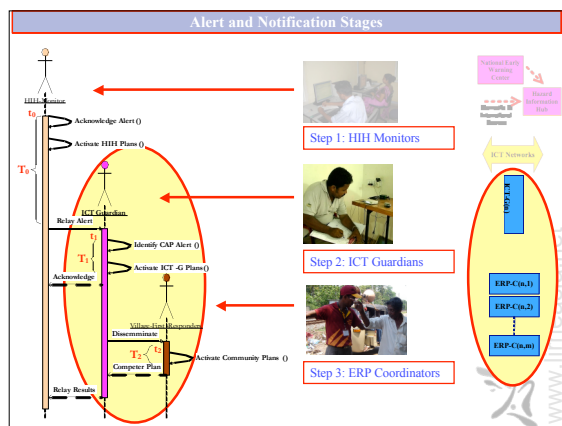 Alert and Notification Stages
HIH-Monitor
t0
Acknowledge Alert ()
Activate HIH Plans ()
T0
ICT Guardian
Relay Alert
t1
Identify CAP Alert ()
T1
Activate ICT -G Plans ()
Acknowledge
Village-First Responders
Dissemminate
T2
t2
Activate Community Plans ()
Competer Plan
Relay Results
Step 1: HIH Monitors
Step 2: ICT Guardians
Step 3: ERP Coordinators
National Early
Warning
Center
Hazard
Information
Hub
ICT Networks
ICT-G(n)
ERP-C(n,1)
ERP-C(n,2)
ERP-C(n,m)